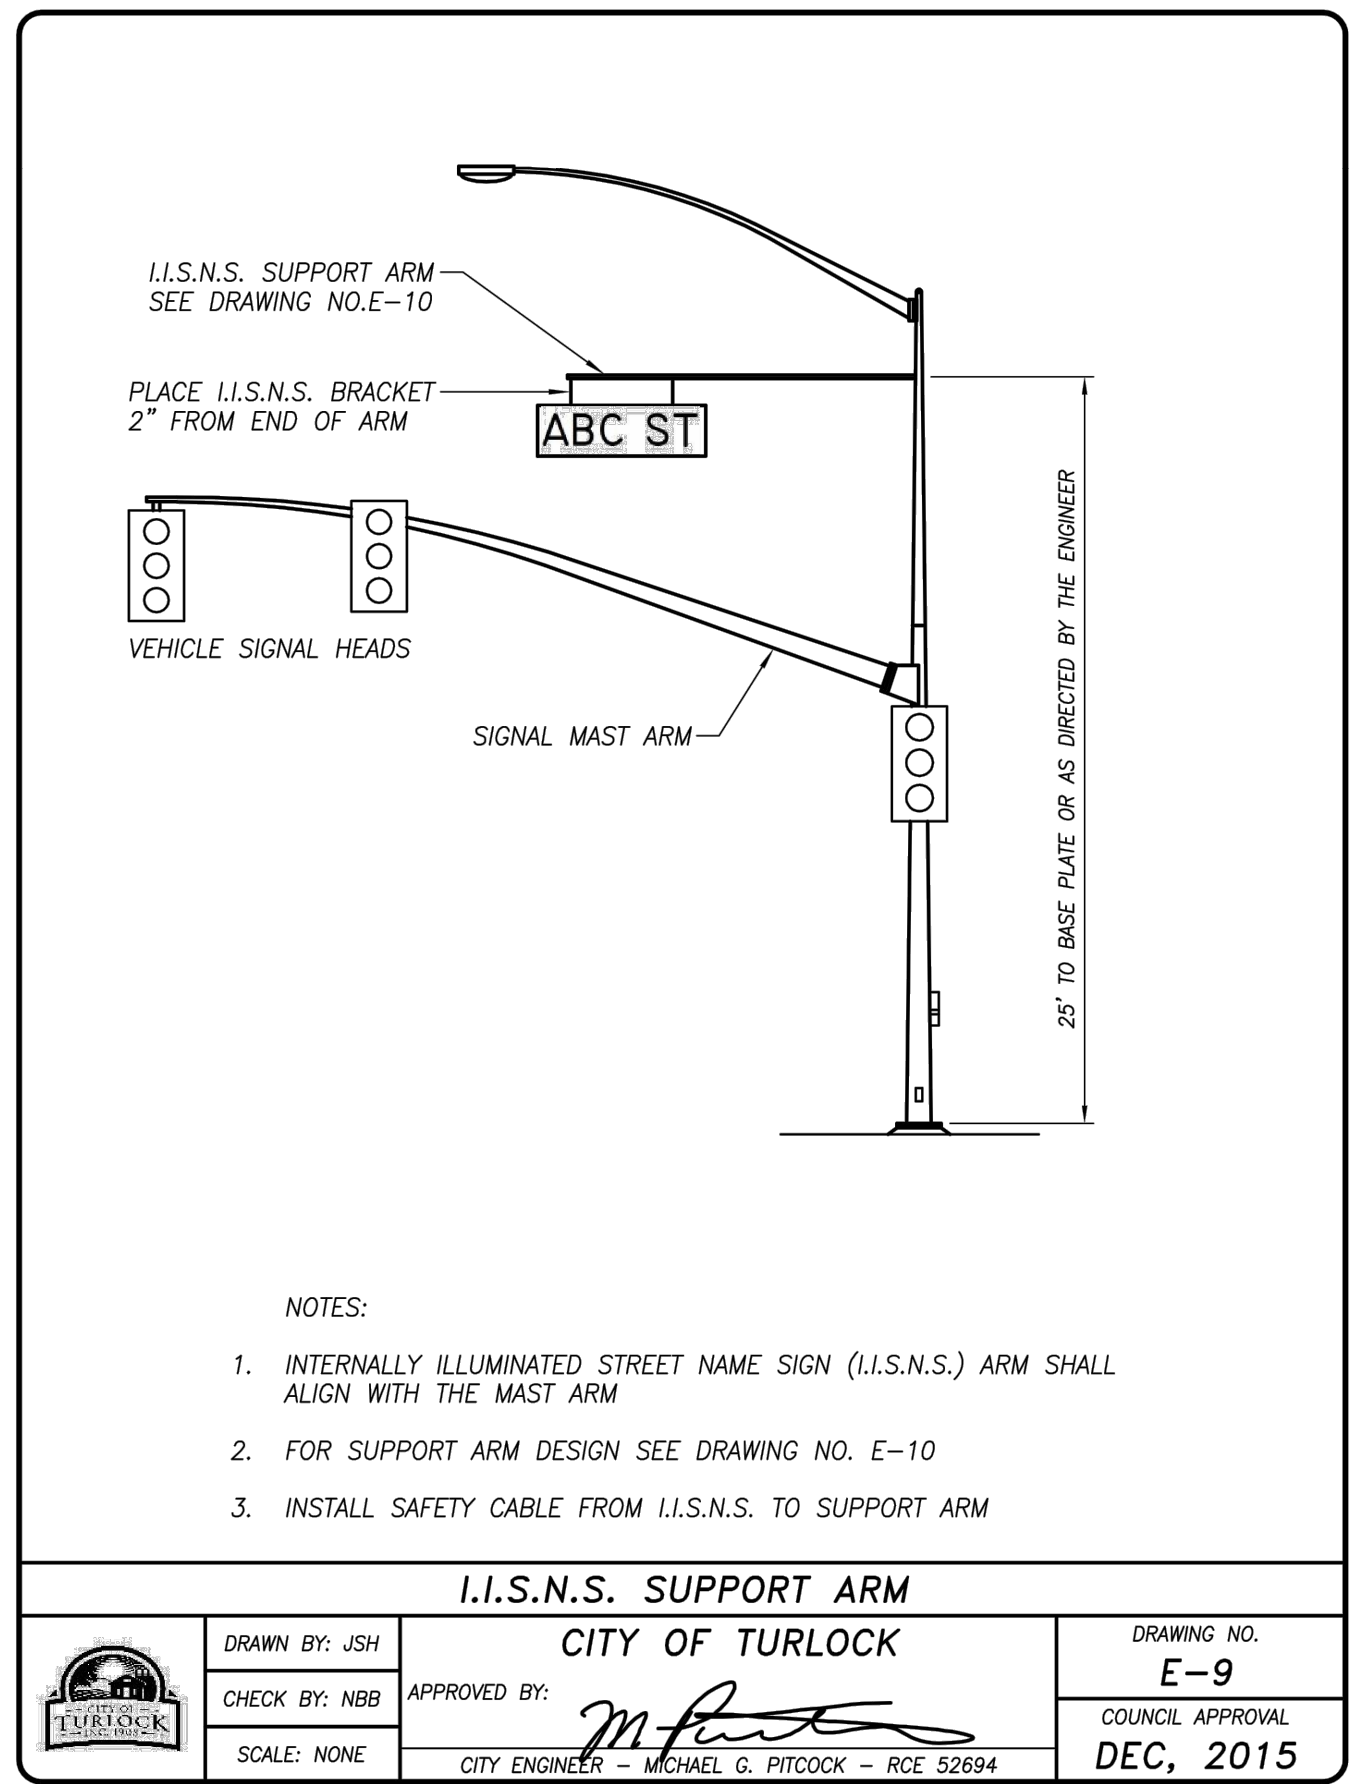 I.I.S.N.S. SUPPORT ARM
SEE DRAWING NO.E-10
PLACE I.I.S.N.S. BRACKET
2" FROM END OF ARM
ABC ST
VEHICLE SIGNAL HEADS
SIGNAL MAST ARM
25' TO BASE PLATE OR AS DIRECTED BY THE ENGINEER
NOTES:
1. INTERNALLY ILLUMINATED STREET NAME SIGN (I.I.S.N.S.) ARM SHALL
ALIGN WITH THE MAST ARM
2. FOR SUPPORT ARM DESIGN SEE DRAWING NO. E-10
3. INSTALL SAFETY CABLE FROM I.I.S.N.S. TO SUPPORT ARM
I.I.S.N.S. SUPPORT ARM
CITY OF
TURLOCK
INC. 1908
DRAWN BY: JSH
CHECK BY: NBB
SCALE: NONE
CITY OF TURLOCK
APPROVED BY:
CITY ENGINEER - MICHAEL G. PITCOCK - RCE 52694
DRAWING NO.
E-9
COUNCIL APPROVAL
DEC, 2015